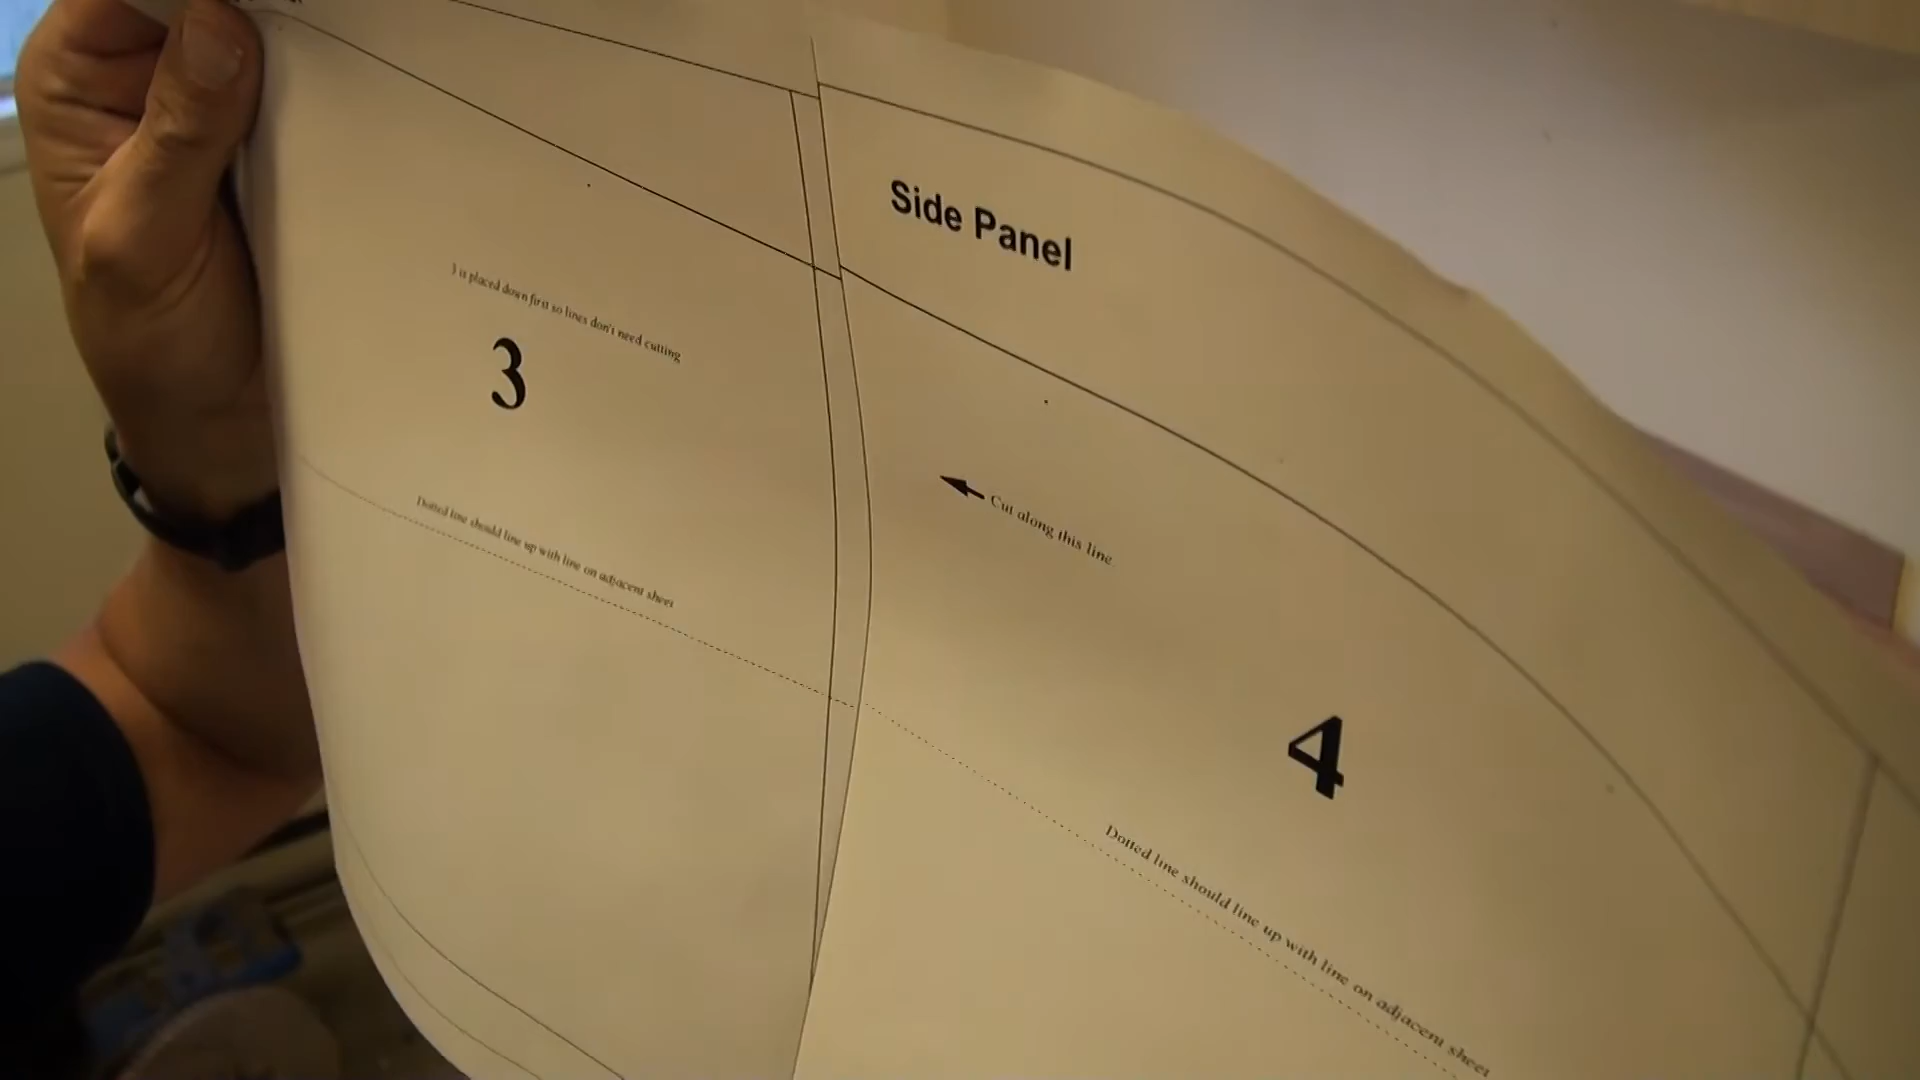 Side Panel
3 is placed down first so lines don't need cutting
3
Cut along this line
Dotted line should line up with line on adjacent sheet
4
Dotted line should line up with line on adjacent sheet